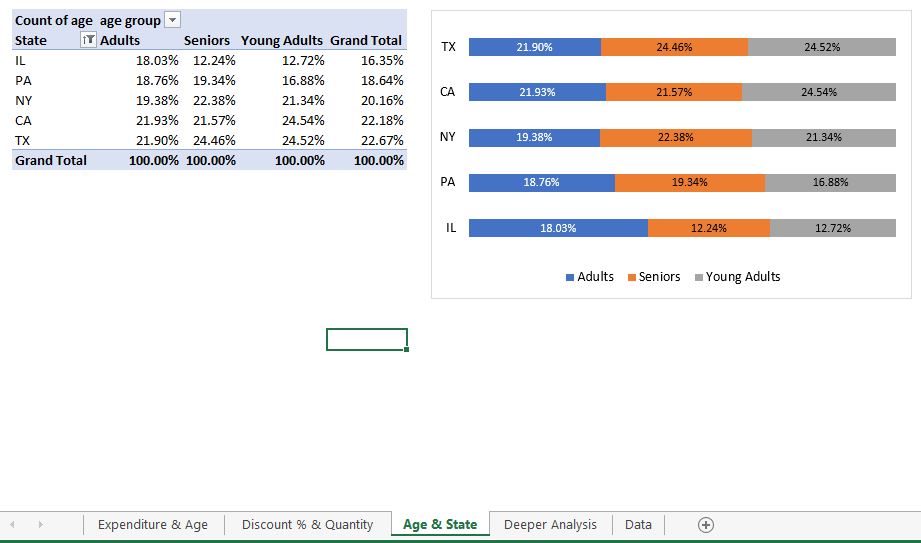 Count of age age group
State Adults Seniors Young Adults Grand Total
IL 18.03% 12.24% 12.72% 16.35%
PA 18.76% 19.34% 16.88% 18.64%
NY 19.38% 22.38% 21.34% 20.16%
CA 21.93% 21.57% 24.54% 22.18%
TX 21.90% 24.46% 24.52% 22.67%
Grand Total 100.00% 100.00% 100.00% 100.00%
TX 21.90% 24.46% 24.52%
CA 21.93% 21.57% 24.54%
NY 19.38% 22.38% 21.34%
PA 18.76% 19.34% 16.88%
IL 18.03% 12.24% 12.72%
Adults Seniors Young Adults
Expenditure & Age Discount % & Quantity Age & State Deeper Analysis Data